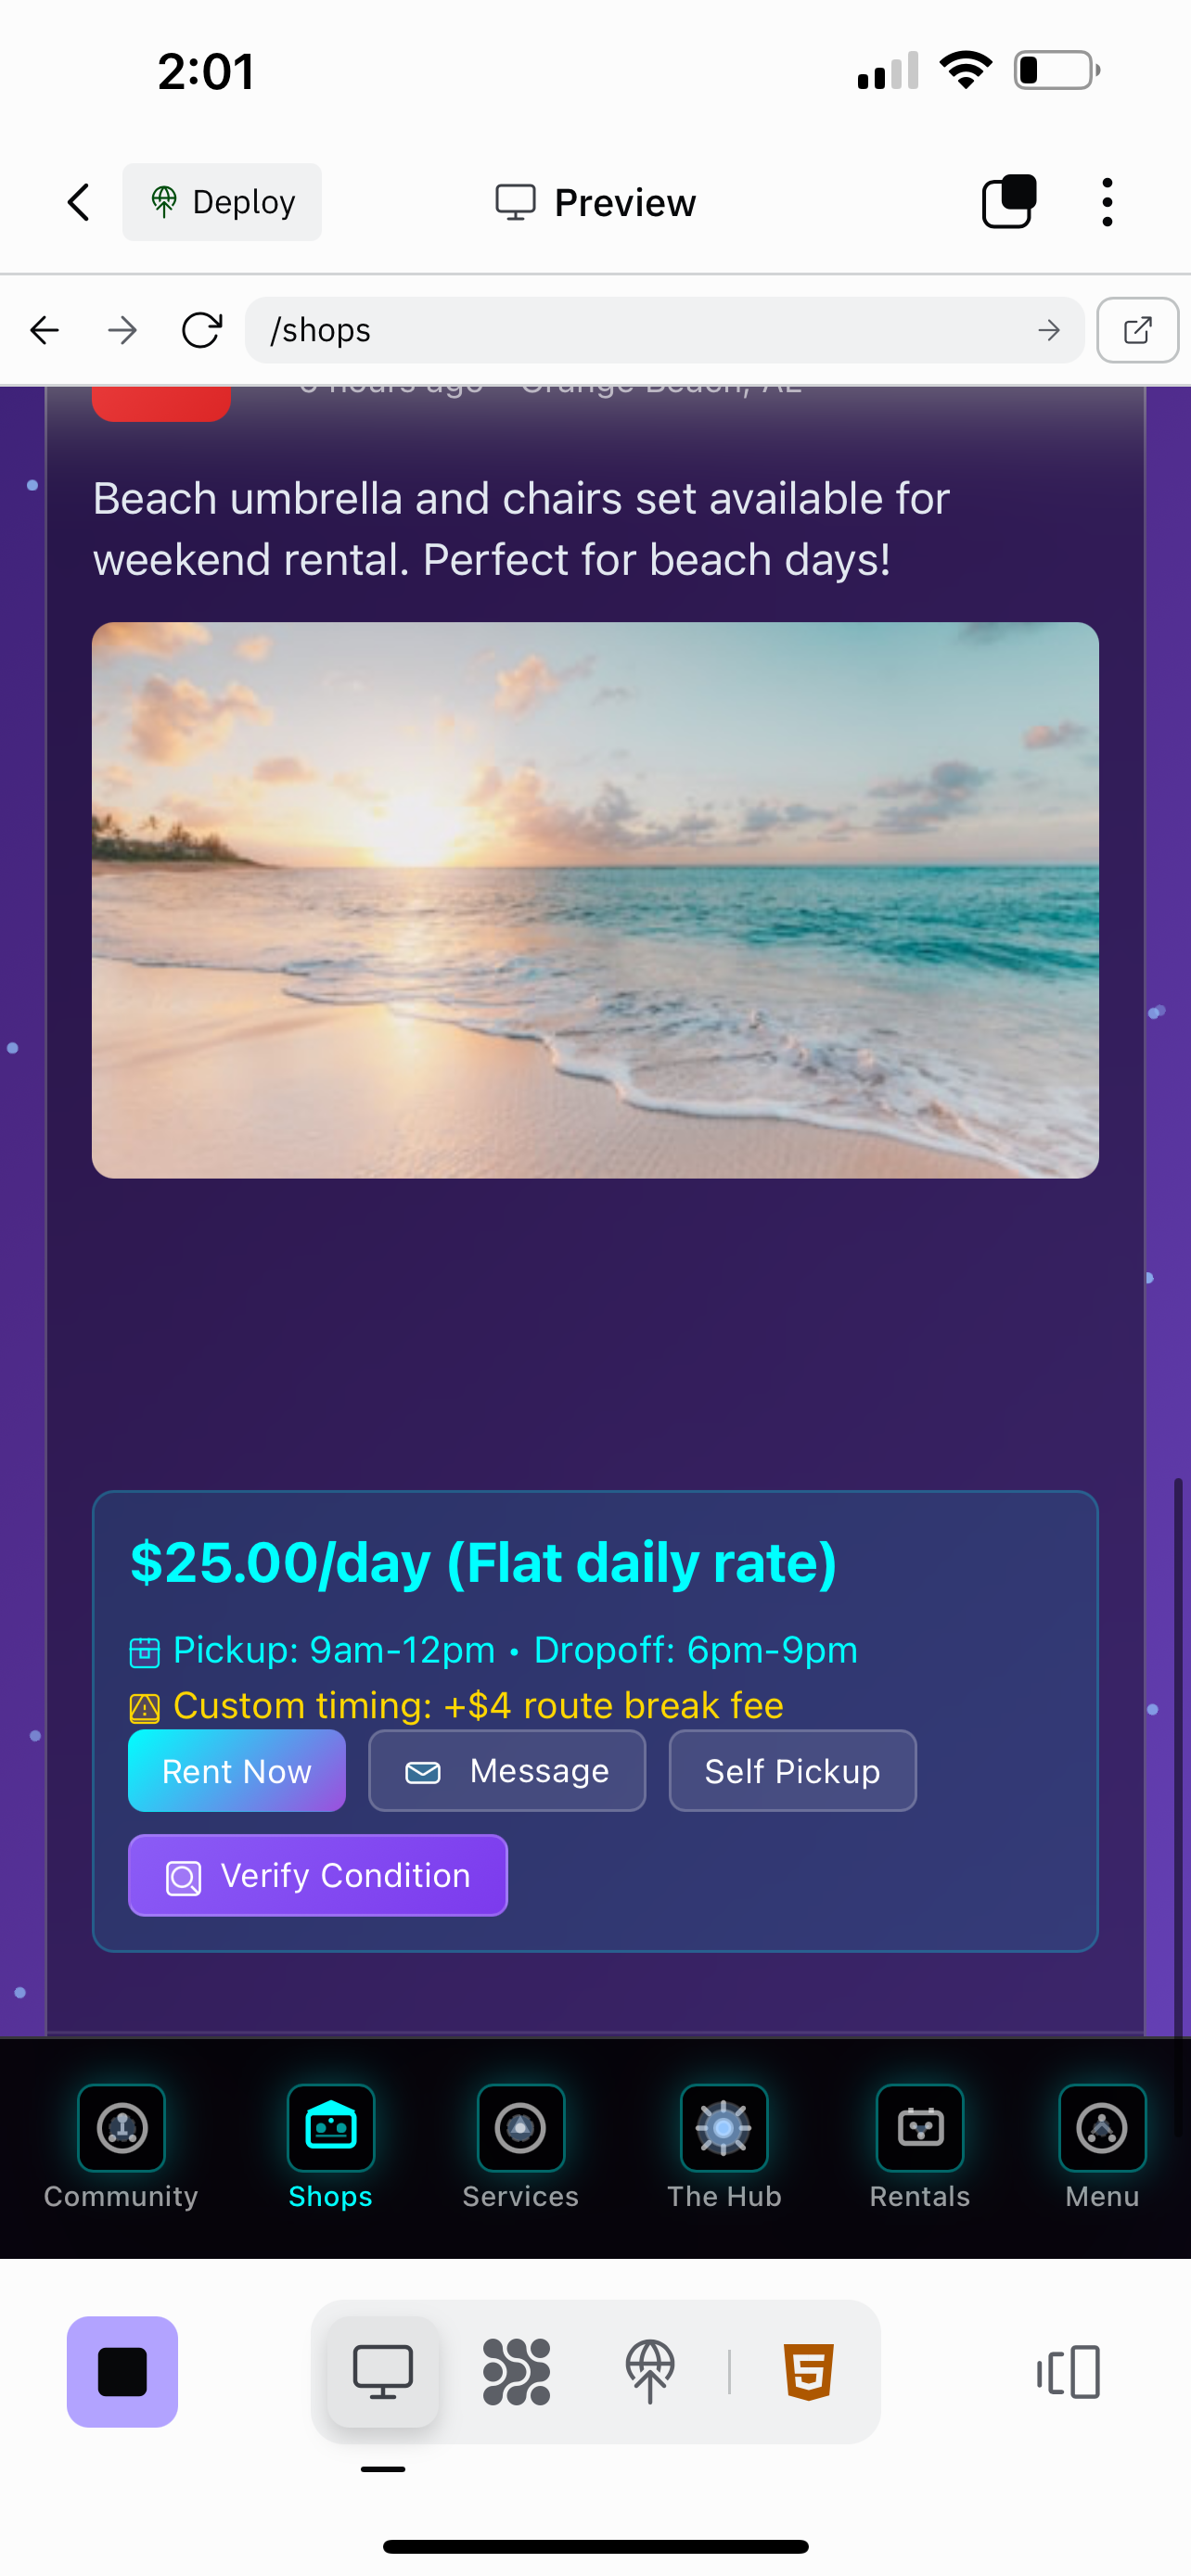 2:01
Deploy
Preview
/shops
hours ago
Orange Beach, AL
Beach umbrella and chairs set available for
weekend rental. Perfect for beach days!
$25.00/day (Flat daily rate)
Pickup: 9am-12pm • Dropoff: 6pm-9pm
Custom timing: +$4 route break fee
Rent Now
Message
Self Pickup
Verify Condition
Community
Shops
Services
The Hub
Rentals
Menu
5